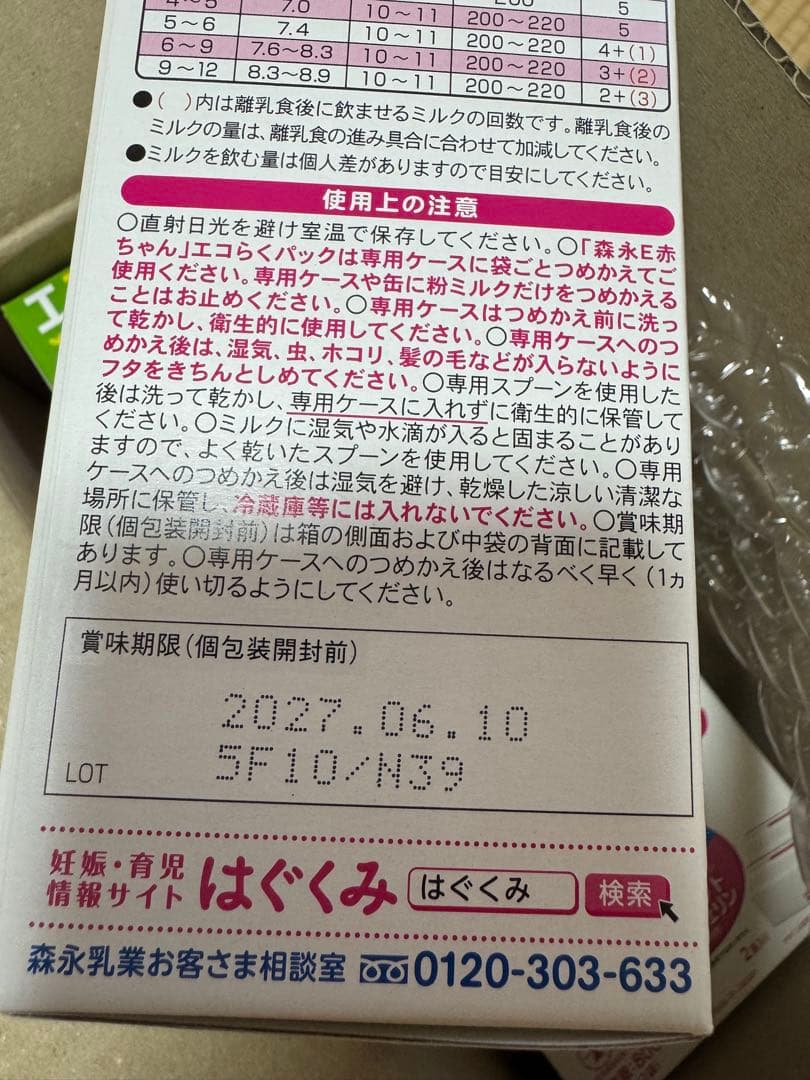 4～5 7.0 10～11 200 5
5～6 7.4 10～11 200～220 5
6～9 7.6～8.3 10～11 200～220 4+(1)
9～12 8.3～8.9 10～11 200～220 3+(2)
200～220 2+(3)
●( )内は離乳食後に飲ませるミルクの回数です。離乳食後の
ミルクの量は、離乳食の進み具合に合わせて加減してください。
●ミルクを飲む量は個人差がありますので目安にしてください。
使用上の注意
○直射日光を避け室温で保存してください。○「森永E赤
ちゃん」エコらくパックは専用ケースに袋ごとつめかえてご
使用ください。専用ケースや缶に粉ミルクだけをつめかえる
ことはお止めください。○専用ケースはつめかえ前に洗っ
て乾かし、衛生的に使用してください。○専用ケースへのつ
めかえ後は、湿気、虫、ホコリ、髪の毛などが入らないように
フタをきちんとしめてください。○専用スプーンを使用した
後は洗って乾かし、専用ケースに入れずに衛生的に保管して
ください。○ミルクに湿気や水滴が入ると固まることがあり
ますので、よく乾いたスプーンを使用してください。○専用
ケースへのつめかえ後は湿気を避け、乾燥した涼しい清潔な
場所に保管し、冷蔵庫等には入れないでください。○賞味期
限(個包装開封前)は箱の側面および中袋の背面に記載して
あります。○専用ケースへのつめかえ後はなるべく早く(1ヵ
月以内)使い切るようにしてください。
賞味期限(個包装開封前)
2027.06.10
LOT 5F10/N39
妊娠・育児
情報サイト はぐくみ はぐくみ 検索
森永乳業お客さま相談室 0120-303-633